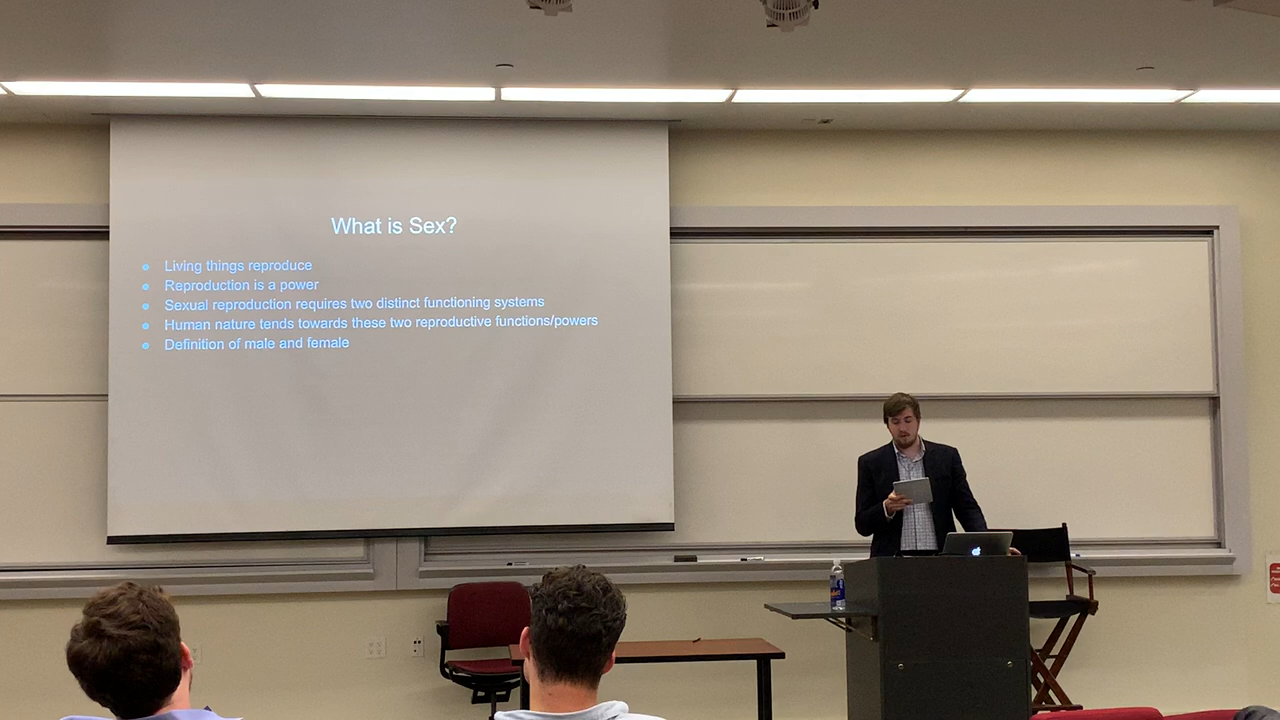 What is Sex?
Living things reproduce
Reproduction is a power
Sexual reproduction requires two distinct functioning systems
Human nature tends towards these two reproductive functions/powers
Definition of male and female